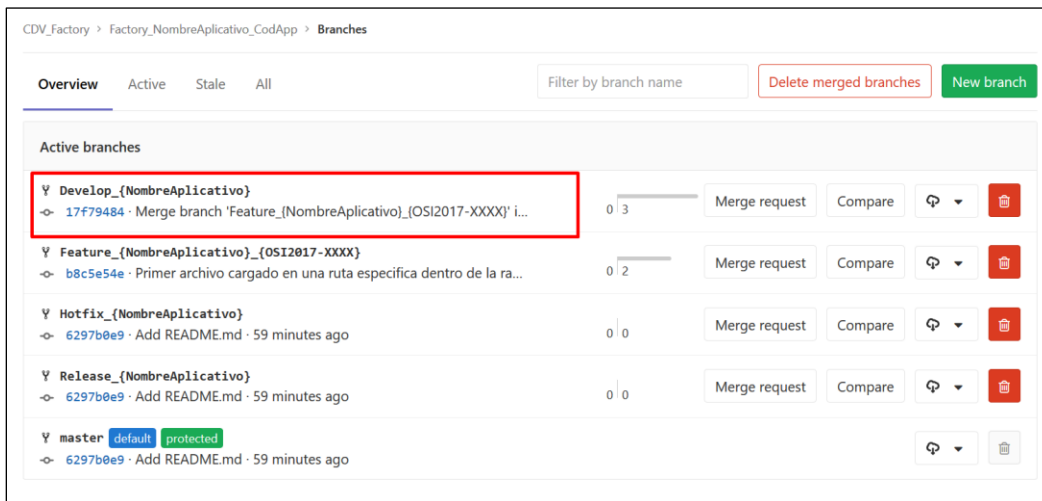 CDV_Factory > Factory_NombreAplicativo_CodApp > Branches
Overview Active Stale All Filter by branch name Delete merged branches New branch
Active branches
Develop_{NombreAplicativo}
17f79484 · Merge branch 'Feature_{NombreAplicativo}_{OSI2017-XXXX}' i... 0 3 Merge request Compare
Feature_{NombreAplicativo}_{OSI2017-XXXX}
b8c5e54e · Primer archivo cargado en una ruta especifica dentro de la ra... 0 2 Merge request Compare
Hotfix_{NombreAplicativo}
6297b0e9 · Add README.md · 59 minutes ago 0 0 Merge request Compare
Release_{NombreAplicativo}
6297b0e9 · Add README.md · 59 minutes ago 0 0 Merge request Compare
master default protected
6297b0e9 · Add README.md · 59 minutes ago